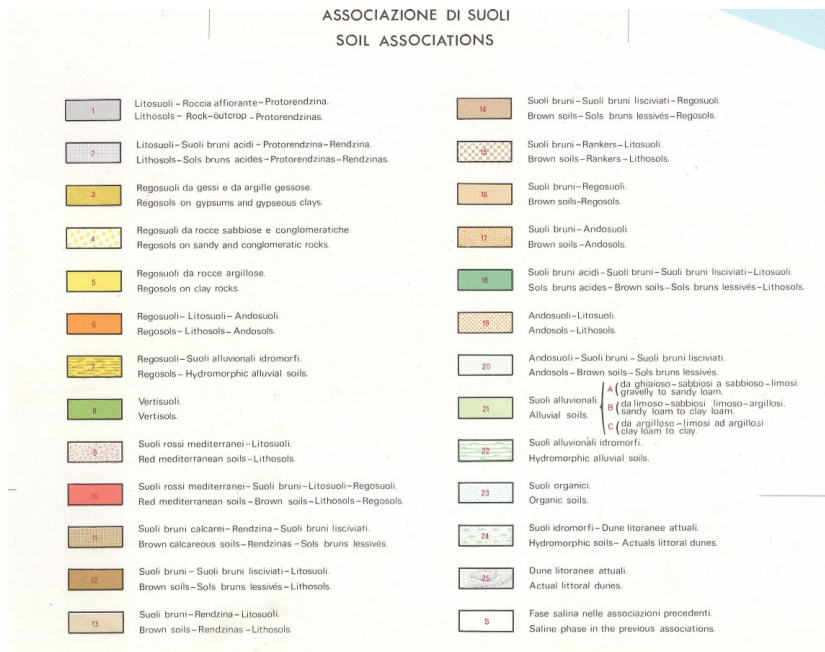 ASSOCIAZIONE DI SUOLI
SOIL ASSOCIATIONS
1
Litosuoli – Roccia affiorante – Protorendzina.
Lithosols – Rock-outcrop – Protorendzinas.
2
Litosuoli – Suoli bruni acidi – Protorendzina – Rendzina.
Lithosols – Sols bruns acides – Protorendzinas – Rendzinas.
3
Regosuoli da gessi e da argille gessose.
Regosols on gypsums and gypseous clays.
4
Regosuoli da rocce sabbiose e conglomeratiche.
Regosols on sandy and conglomeratic rocks.
5
Regosuoli da rocce argillose.
Regosols on clay rocks.
6
Regosuoli – Litosuoli – Andosuoli.
Regosols – Lithosols – Andosols.
7
Regosuoli – Suoli alluvionali idromorfi.
Regosols – Hydromorphic alluvial soils.
8
Vertisuoli.
Vertisols.
9
Suoli rossi mediterranei – Litosuoli.
Red mediterranean soils – Lithosols.
10
Suoli rossi mediterranei – Suoli bruni – Litosuoli – Regosuoli.
Red mediterranean soils – Brown soils – Lithosols – Regosols.
11
Suoli bruni calcarei – Rendzina – Suoli bruni lisciviati.
Brown calcareous soils – Rendzinas – Sols bruns lessivés.
12
Suoli bruni – Suoli bruni lisciviati – Litosuoli.
Brown soils – Sols bruns lessivés – Lithosols.
13
Suoli bruni – Rendzina – Litosuoli.
Brown soils – Rendzinas – Lithosols.
14
Suoli bruni – Suoli bruni lisciviati – Regosuoli.
Brown soils – Sols bruns lessivés – Regosols.
15
Suoli bruni – Rankers – Litosuoli.
Brown soils – Rankers – Lithosols.
16
Suoli bruni – Regosuoli.
Brown soils – Regosols.
17
Suoli bruni – Andosuoli.
Brown soils – Andosols.
18
Suoli bruni acidi – Suoli bruni – Suoli bruni lisciviati – Litosuoli.
Sols bruns acides – Brown soils – Sols bruns lessivés – Lithosols.
19
Andosuoli – Litosuoli.
Andosols – Lithosols.
20
Andosuoli – Suoli bruni – Suoli bruni lisciviati.
Andosols – Brown soils – Sols bruns lessivés.
21
Suoli alluvionali.
Alluvial soils.
A ( da ghiaioso – sabbiosi a sabbioso – limosi.
gravelly to sandy loam.
B ( da limoso – sabbiosi limoso – argillosi.
sandy loam to clay loam.
C ( da argilloso – limosi ad argillosi
clay loam to clay.
22
Suoli alluvionali idromorfi.
Hydromorphic alluvial soils.
23
Suoli organici.
Organic soils.
24
Suoli idromorfi – Dune litoranee attuali.
Hydromorphic soils – Actuals littoral dunes.
25
Dune litoranee attuali.
Actual littoral dunes.
S
Fase salina nelle associazioni precedenti.
Saline phase in the previous associations.